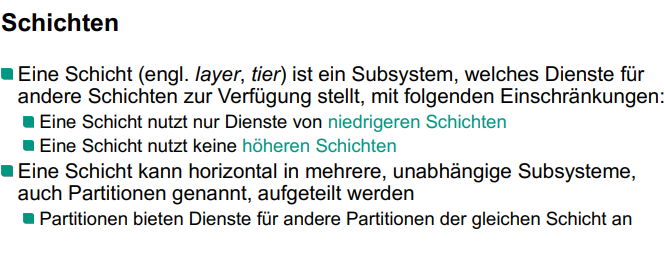 Schichten
Eine Schicht (engl. layer, tier) ist ein Subsystem, welches Dienste für
andere Schichten zur Verfügung stellt, mit folgenden Einschränkungen:
Eine Schicht nutzt nur Dienste von niedrigeren Schichten
Eine Schicht nutzt keine höheren Schichten
Eine Schicht kann horizontal in mehrere, unabhängige Subsysteme,
auch Partitionen genannt, aufgeteilt werden
Partitionen bieten Dienste für andere Partitionen der gleichen Schicht an